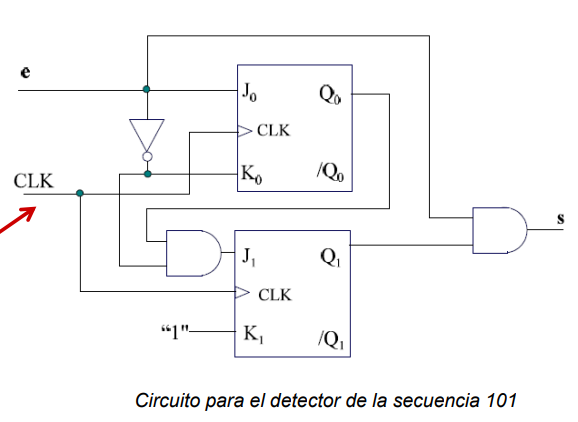 e
J₀
Q₀
CLK
K₀
/Q₀
CLK
s
J₁
Q₁
CLK
“1"
K₁
/Q₁
Circuito para el detector de la secuencia 101